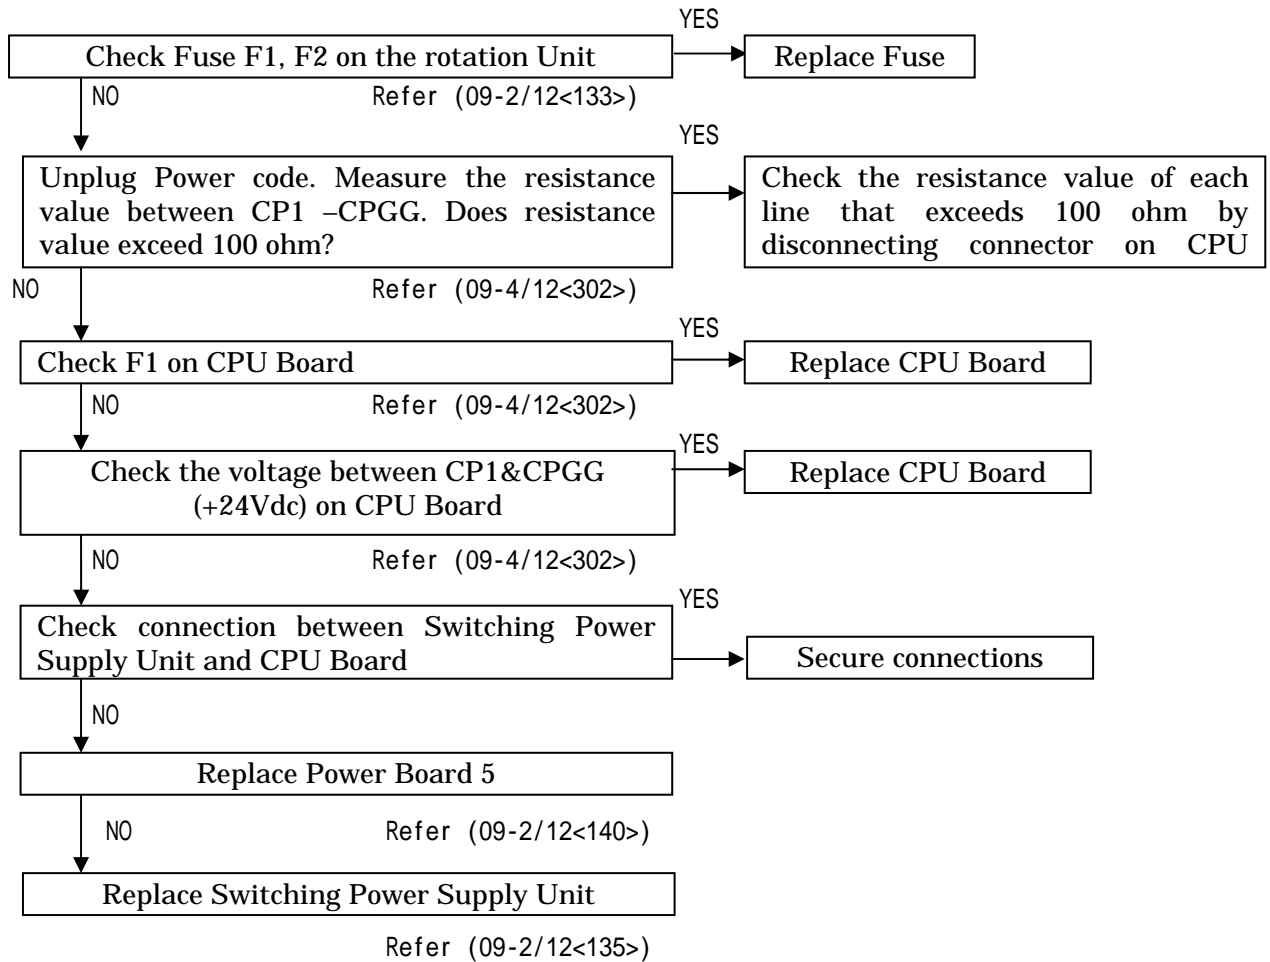 YES
Check Fuse F1, F2 on the rotation Unit
Replace Fuse
NO
Refer (09-2/12<133>)
YES
Unplug Power code. Measure the resistance
value between CP1 –CPGG. Does resistance
value exceed 100 ohm?
Check the resistance value of each
line that exceeds 100 ohm by
disconnecting connector on CPU
NO
Refer (09-4/12<302>)
YES
Check F1 on CPU Board
Replace CPU Board
NO
Refer (09-4/12<302>)
YES
Check the voltage between CP1&CPGG
(+24Vdc) on CPU Board
Replace CPU Board
NO
Refer (09-4/12<302>)
YES
Check connection between Switching Power
Supply Unit and CPU Board
Secure connections
NO
Replace Power Board 5
NO
Refer (09-2/12<140>)
Replace Switching Power Supply Unit
Refer (09-2/12<135>)